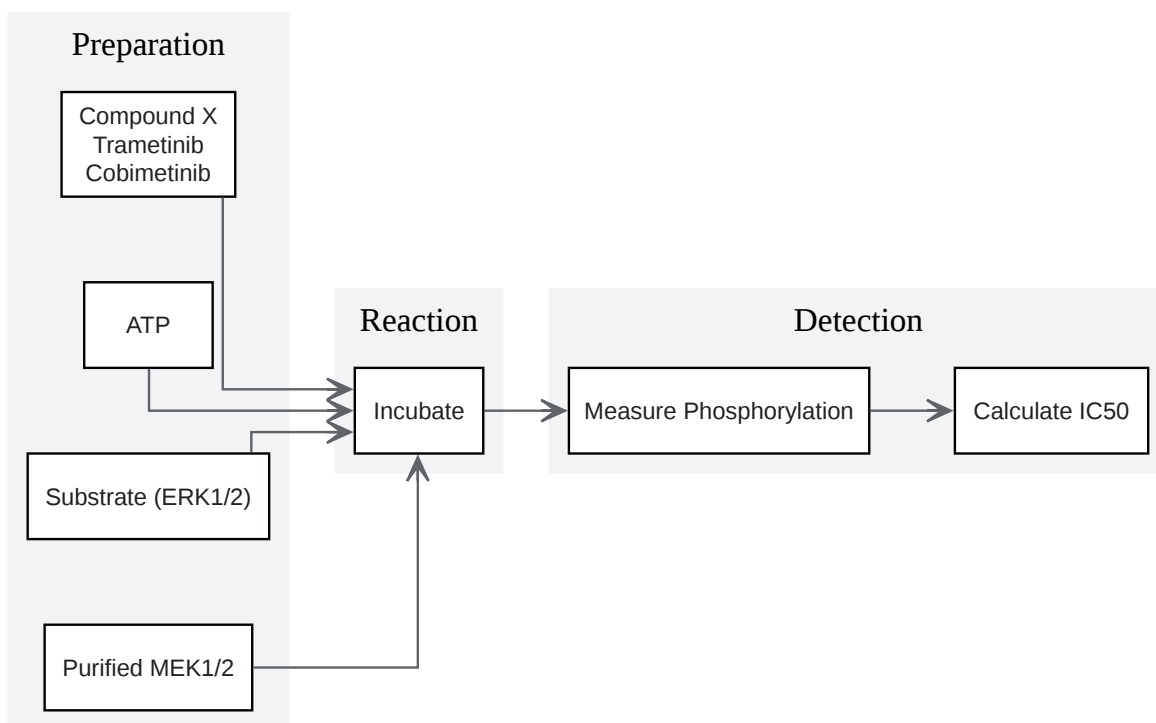 Preparation
Compound X
Trametinib
Cobimetinib
ATP
Substrate (ERK1/2)
Purified MEK1/2
Reaction
Incubate
Detection
Measure Phosphorylation
Calculate IC50